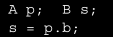 A p;  B s;
s = p.b;